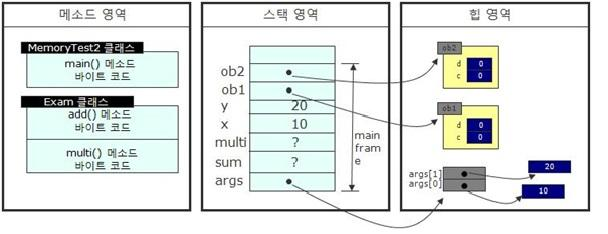 메소드 영역
MemoryTest2 클래스
main() 메소드
바이트 코드
Exam 클래스
add() 메소드
바이트 코드
multi() 메소드
바이트 코드
스택 영역
ob2
ob1
y 20
x 10
multi ?
sum ?
args
main
fram
e
힙 영역
ob2
d 0
c 0
ob1
d 0
c 0
args[1]
args[0]
20
10